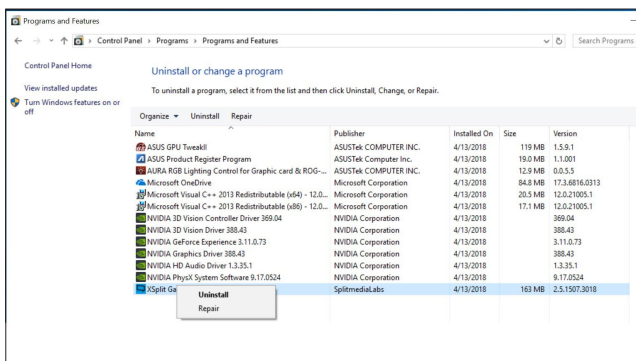 Programs and Features
Control Panel > Programs > Programs and Features
Search Programs
Control Panel Home
View installed updates
Turn Windows features on or
off
Uninstall or change a program
To uninstall a program, select it from the list and then click Uninstall, Change, or Repair.
Organize Uninstall Repair
Name Publisher Installed On Size Version
ASUS GPU TweakII ASUSTek COMPUTER INC. 4/13/2018 119 MB 1.5.9.1
ASUS Product Register Program ASUSTek Computer Inc. 4/13/2018 19.0 MB 1.1.001
AURA RGB Lighting Control for Graphic card & ROG-... ASUSTek COMPUTER INC. 4/13/2018 12.9 MB 0.0.5.5
Microsoft OneDrive Microsoft Corporation 4/13/2018 84.8 MB 17.3.6816.0313
Microsoft Visual C++ 2013 Redistributable (x64) - 12.0... Microsoft Corporation 4/13/2018 20.5 MB 12.0.21005.1
Microsoft Visual C++ 2013 Redistributable (x86) - 12.0... Microsoft Corporation 4/13/2018 17.1 MB 12.0.21005.1
NVIDIA 3D Vision Controller Driver 369.04 NVIDIA Corporation 4/13/2018 369.04
NVIDIA 3D Vision Driver 388.43 NVIDIA Corporation 4/13/2018 388.43
NVIDIA GeForce Experience 3.11.0.73 NVIDIA Corporation 4/13/2018 3.11.0.73
NVIDIA Graphics Driver 388.43 NVIDIA Corporation 4/13/2018 388.43
NVIDIA HD Audio Driver 1.3.35.1 NVIDIA Corporation 4/13/2018 1.3.35.1
NVIDIA PhysX System Software 9.17.0524 NVIDIA Corporation 4/13/2018 9.17.0524
XSplit Ga SplitmediaLabs 4/13/2018 163 MB 2.5.1507.3018
Uninstall
Repair